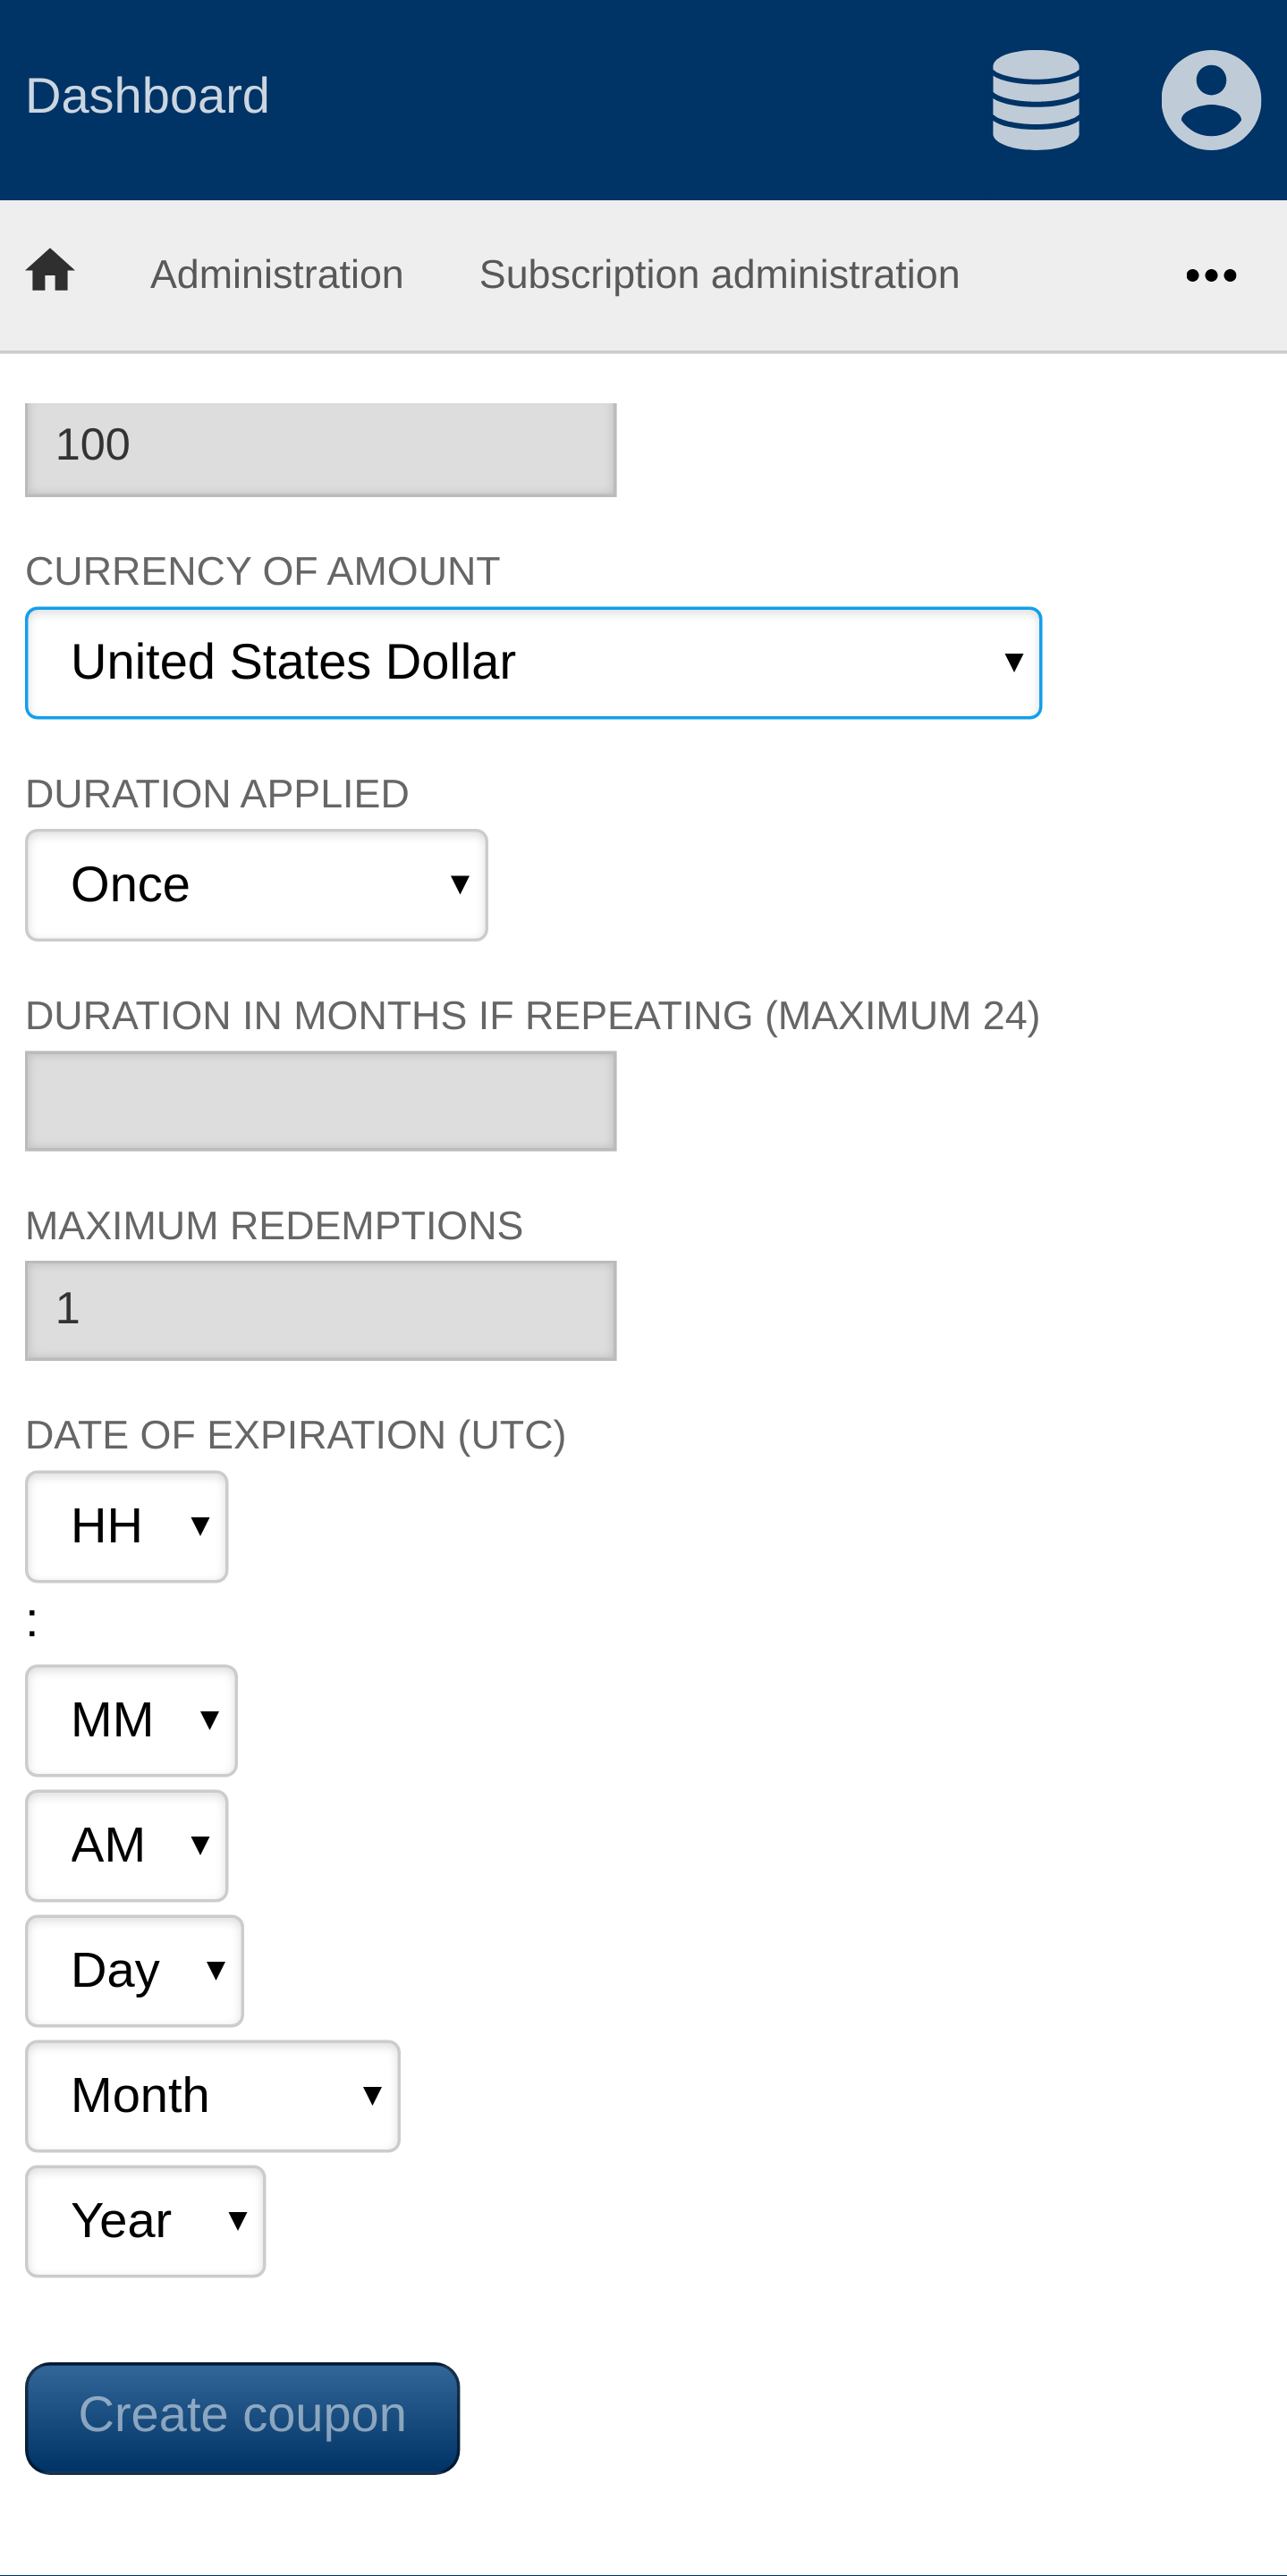 Dashboard
Administration Subscription administration •••
100
CURRENCY OF AMOUNT
United States Dollar
DURATION APPLIED
Once
DURATION IN MONTHS IF REPEATING (MAXIMUM 24)
MAXIMUM REDEMPTIONS
1
DATE OF EXPIRATION (UTC)
HH
:
MM
AM
Day
Month
Year
Create coupon